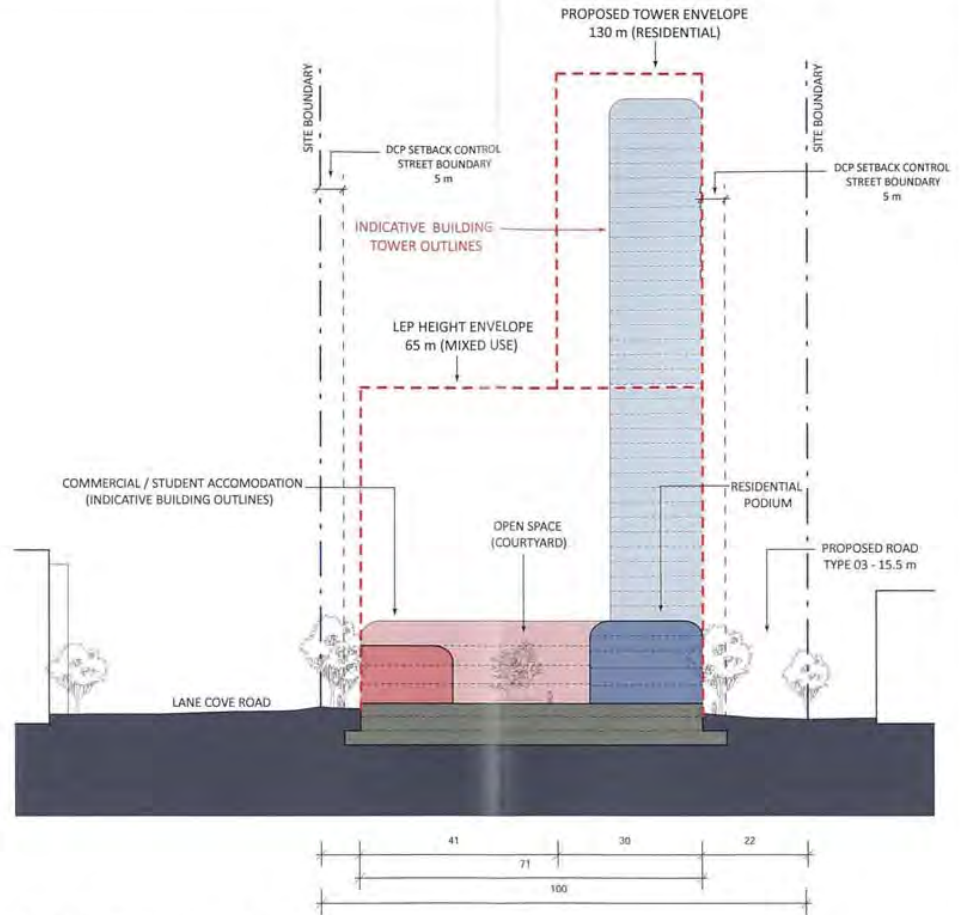 PROPOSED TOWER ENVELOPE
130 m (RESIDENTIAL)
SITE BOUNDARY
SITE BOUNDARY
DCP SETBACK CONTROL
STREET BOUNDARY
5 m
DCP SETBACK CONTROL
STREET BOUNDARY
5 m
INDICATIVE BUILDING
TOWER OUTLINES
LEP HEIGHT ENVELOPE
65 m (MIXED USE)
COMMERCIAL / STUDENT ACCOMODATION
(INDICATIVE BUILDING OUTLINES)
OPEN SPACE
(COURTYARD)
RESIDENTIAL
PODIUM
PROPOSED ROAD
TYPE 03 - 15.5 m
LANE COVE ROAD
41
30
22
71
100